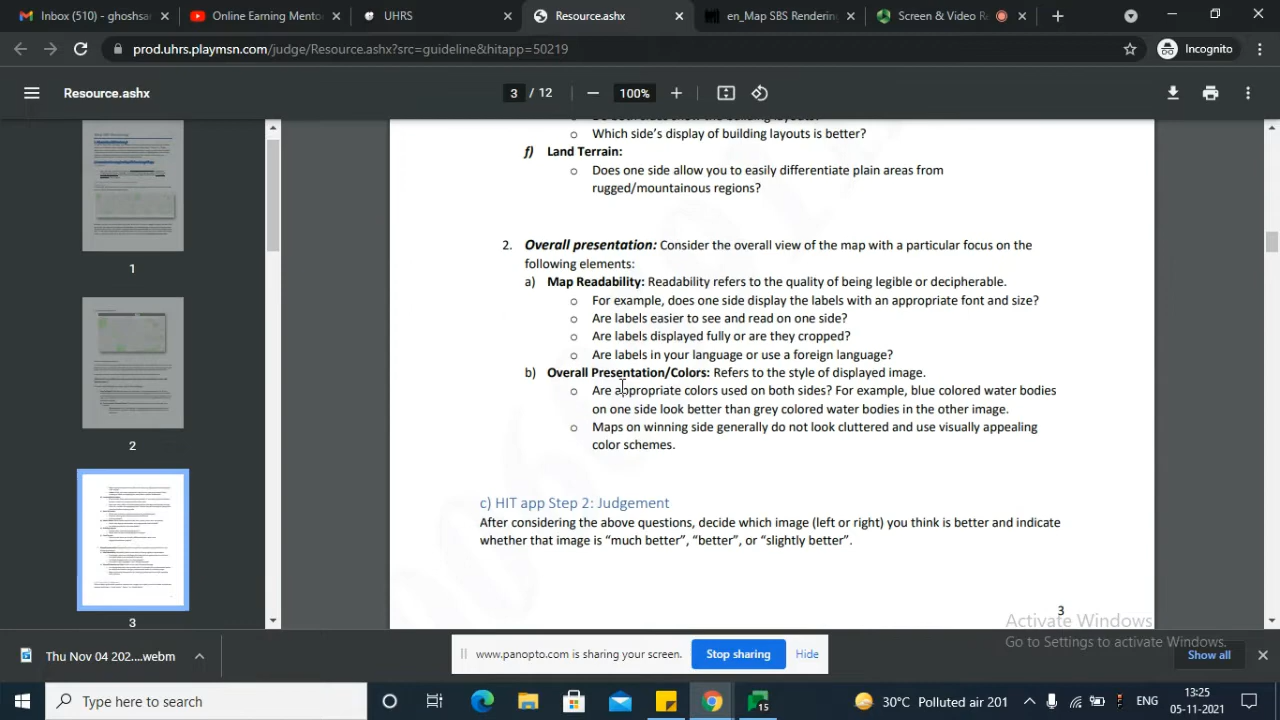 Inbox (510) - ghoshsar
Online Earning Mento
UHRS
Resource.ashx
en_Map SBS Renderin
Screen & Video R
prod.uhrs.playmsn.com/judge/Resource.ashx?src=guideline&hitapp=50219
Incognito
Resource.ashx
3 / 12
100%
1
2
3
Which side's display of building layouts is better?
f) Land Terrain:
Does one side allow you to easily differentiate plain areas from
rugged/mountainous regions?
2. Overall presentation: Consider the overall view of the map with a particular focus on the
following elements:
a) Map Readability: Readability refers to the quality of being legible or decipherable.
For example, does one side display the labels with an appropriate font and size?
Are labels easier to see and read on one side?
Are labels displayed fully or are they cropped?
Are labels in your language or use a foreign language?
b) Overall Presentation/Colors: Refers to the style of displayed image.
Are appropriate colors used on both sides? For example, blue colored water bodies
on one side look better than grey colored water bodies in the other image.
Maps on winning side generally do not look cluttered and use visually appealing
color schemes.
c) HIT app Step 2: Judgement
After considering the above questions, decide which image (left or right) you think is better and indicate
whether that image is "much better", "better", or "slightly better".
3
Activate Windows
Go to Settings to activate Windows.
Thu Nov 04 202....webm
www.panopto.com is sharing your screen.
Stop sharing
Hide
Show all
Type here to search
15
30°C Polluted air 201
ENG
13:25
05-11-2021